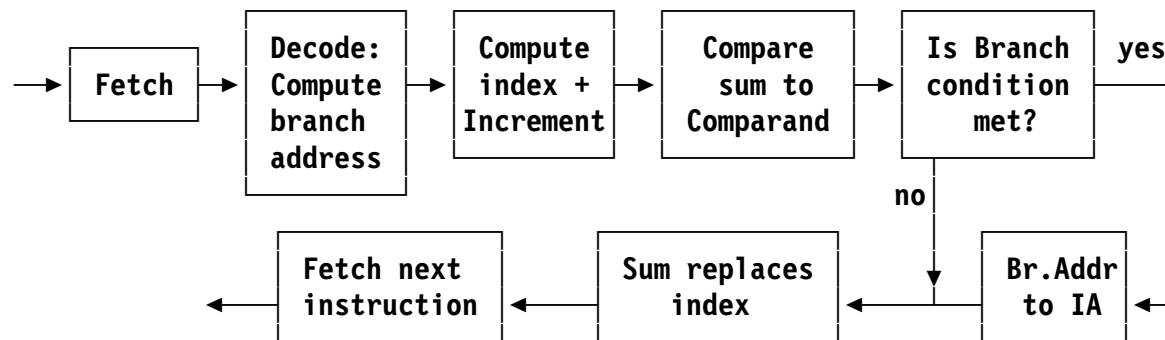 Fetch
Decode:
Compute
branch
address
Compute
index +
Increment
Compare
sum to
Comparand
Is Branch
condition
met?
yes
no
Fetch next
instruction
Sum replaces
index
Br.Addr
to IA